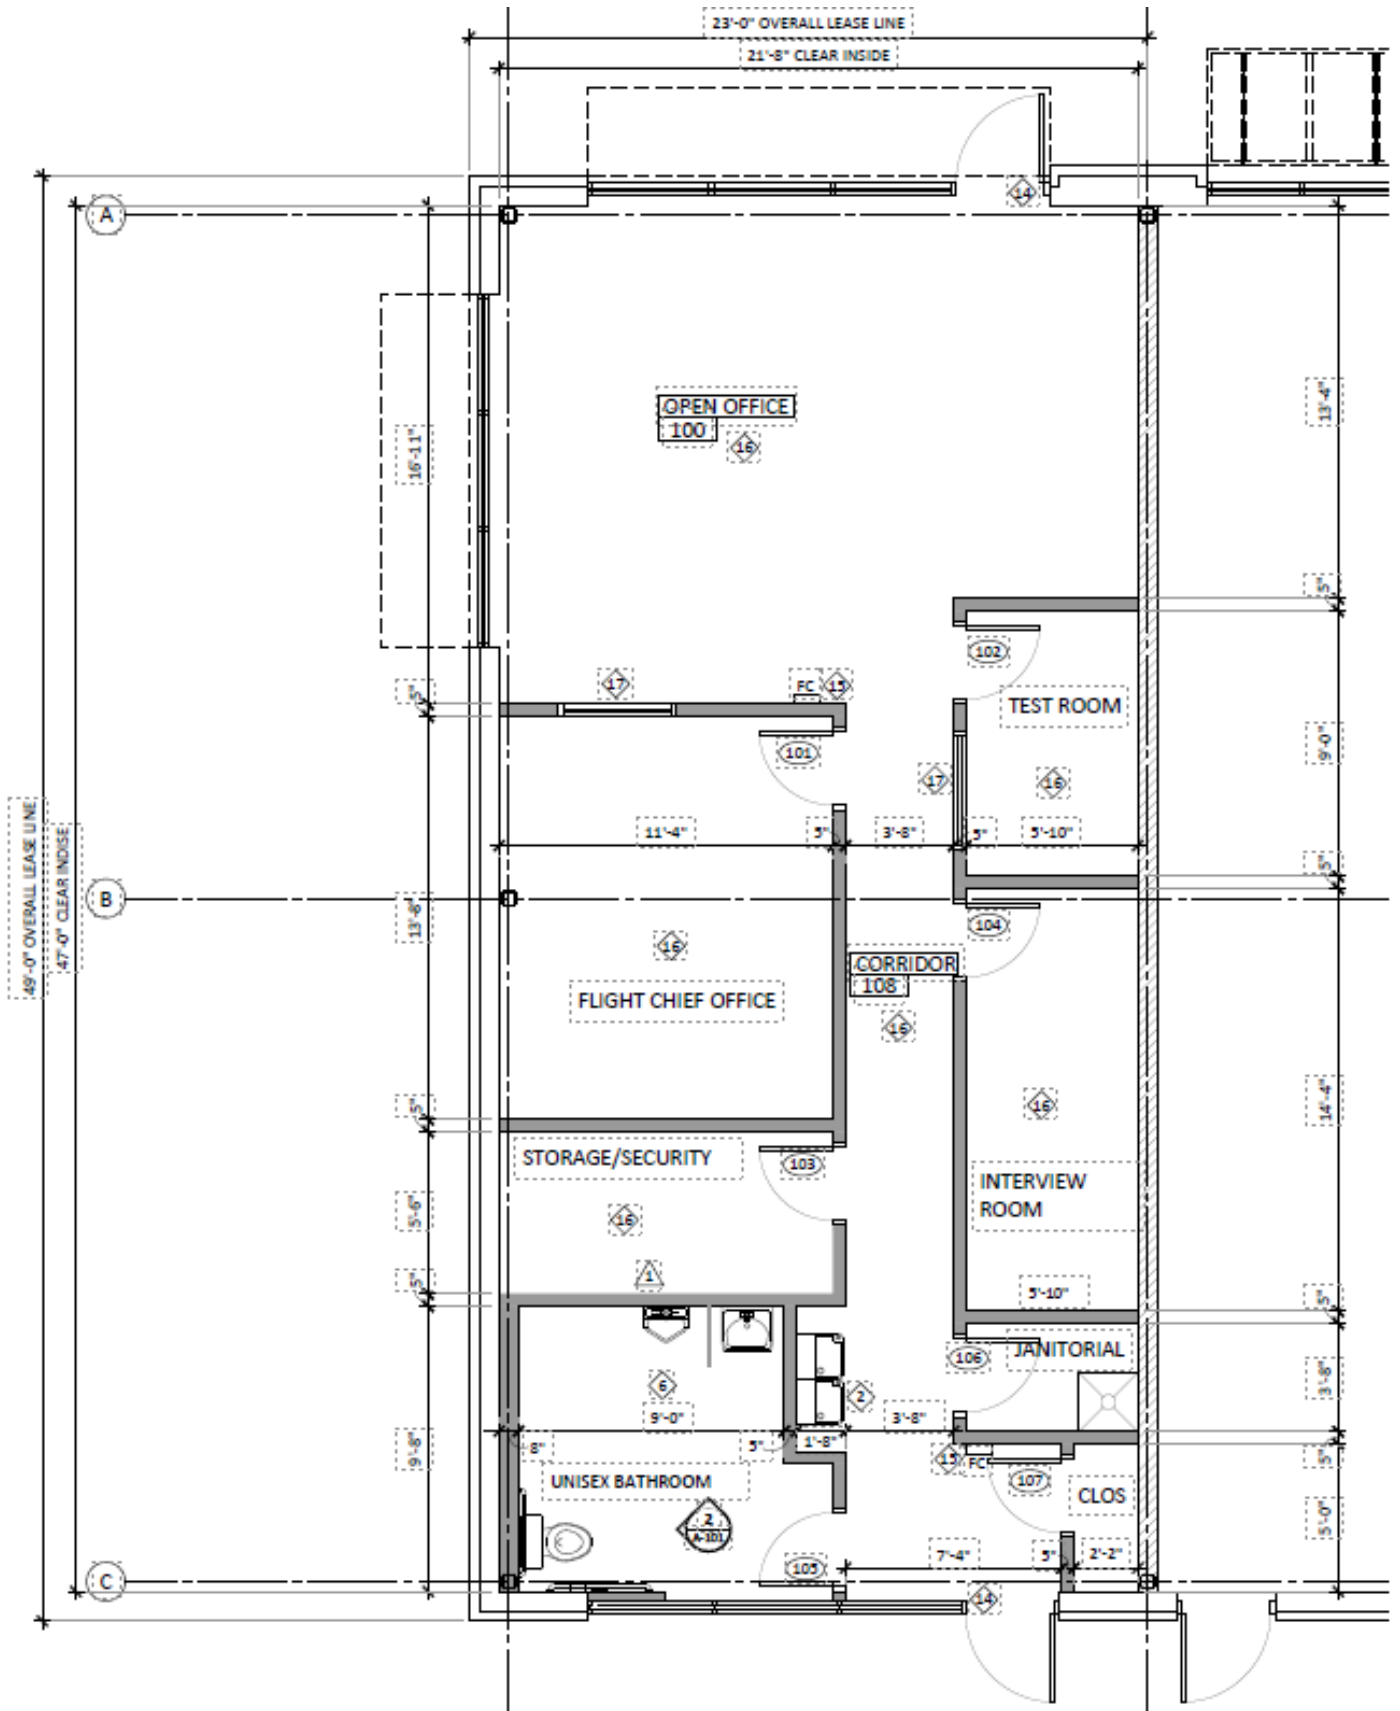 23'-0" OVERALL LEASE LINE
21'-8" CLEAR INSIDE
14
A
OPEN OFFICE
100
16
13'-4"
16'-11"
5"
102
17
FC
15
5"
TEST ROOM
101
17
16
9'-0"
11'-4"
5"
3'-8"
5"
5'-10"
5"
49'-0" OVERALL LEASE LINE
47'-0" CLEAR INDISE
B
13'-8"
104
16
CORRIDOR
108
FLIGHT CHIEF OFFICE
16
5"
16
14'-4"
STORAGE/SECURITY
103
INTERVIEW
ROOM
5'-6"
16
1
5"
5'-10"
5"
JANITORIAL
106
6
2
3'-8"
9'-0"
3'-8"
9'-8"
8"
5"
1'-8"
15
FC
5"
UNISEX BATHROOM
107
CLOS
2
A-101
5'-0"
7'-4"
5"
2'-2"
105
C
14